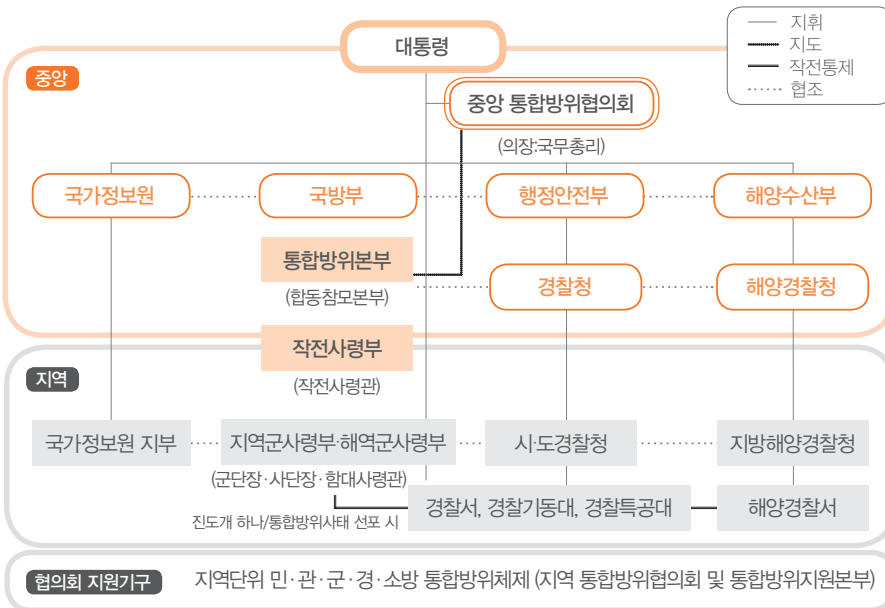 대통령
지휘
지도
작전통제
협조
중앙
중앙 통합방위협의회
(의장:국무총리)
국가정보원
국방부
행정안전부
해양수산부
통합방위본부
(합동참모본부)
경찰청
해양경찰청
작전사령부
(작전사령관)
지역
국가정보원 지부
지역군사령부·해역군사령부
시·도경찰청
지방해양경찰청
(군단장·사단장·함대사령관)
경찰서, 경찰기동대, 경찰특공대
해양경찰서
진도개 하나/통합방위사태 선포 시
협의회 지원기구
지역단위 민·관·군·경·소방 통합방위체제 (지역 통합방위협의회 및 통합방위지원본부)